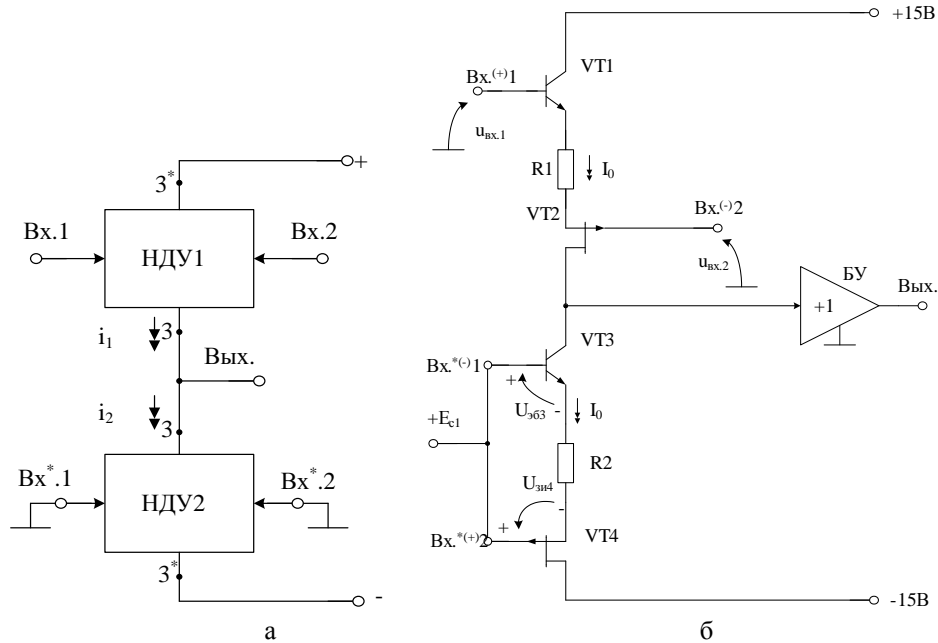 +
3*
Вх.1
НДУ1
Вх.2
i1
3
Вых.
i2
3
Вх*.1
НДУ2
Вх*.2
3*
-
а
+15В
VT1
Вх.(+)1
uвх.1
R1
I0
VT2
Вх.(-)2
uвх.2
БУ
+1
Вых.
VT3
Вх.*(-)1
+
Uэб3
-
I0
+Ес1
R2
Uзи4
+
-
Вх.*(+)2
VT4
-15В
б